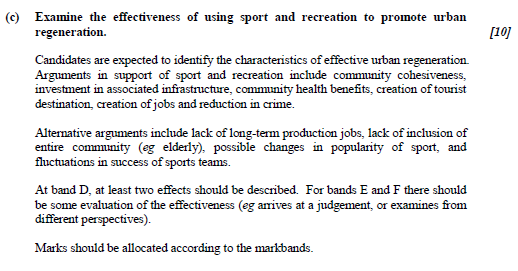 (c) Examine the effectiveness of using sport and recreation to promote urban
regeneration. [10]
Candidates are expected to identify the characteristics of effective urban regeneration.
Arguments in support of sport and recreation include community cohesiveness,
investment in associated infrastructure, community health benefits, creation of tourist
destination, creation of jobs and reduction in crime.
Alternative arguments include lack of long-term production jobs, lack of inclusion of
entire community (eg elderly), possible changes in popularity of sport, and
fluctuations in success of sports teams.
At band D, at least two effects should be described. For bands E and F there should
be some evaluation of the effectiveness (eg arrives at a judgement, or examines from
different perspectives).
Marks should be allocated according to the markbands.